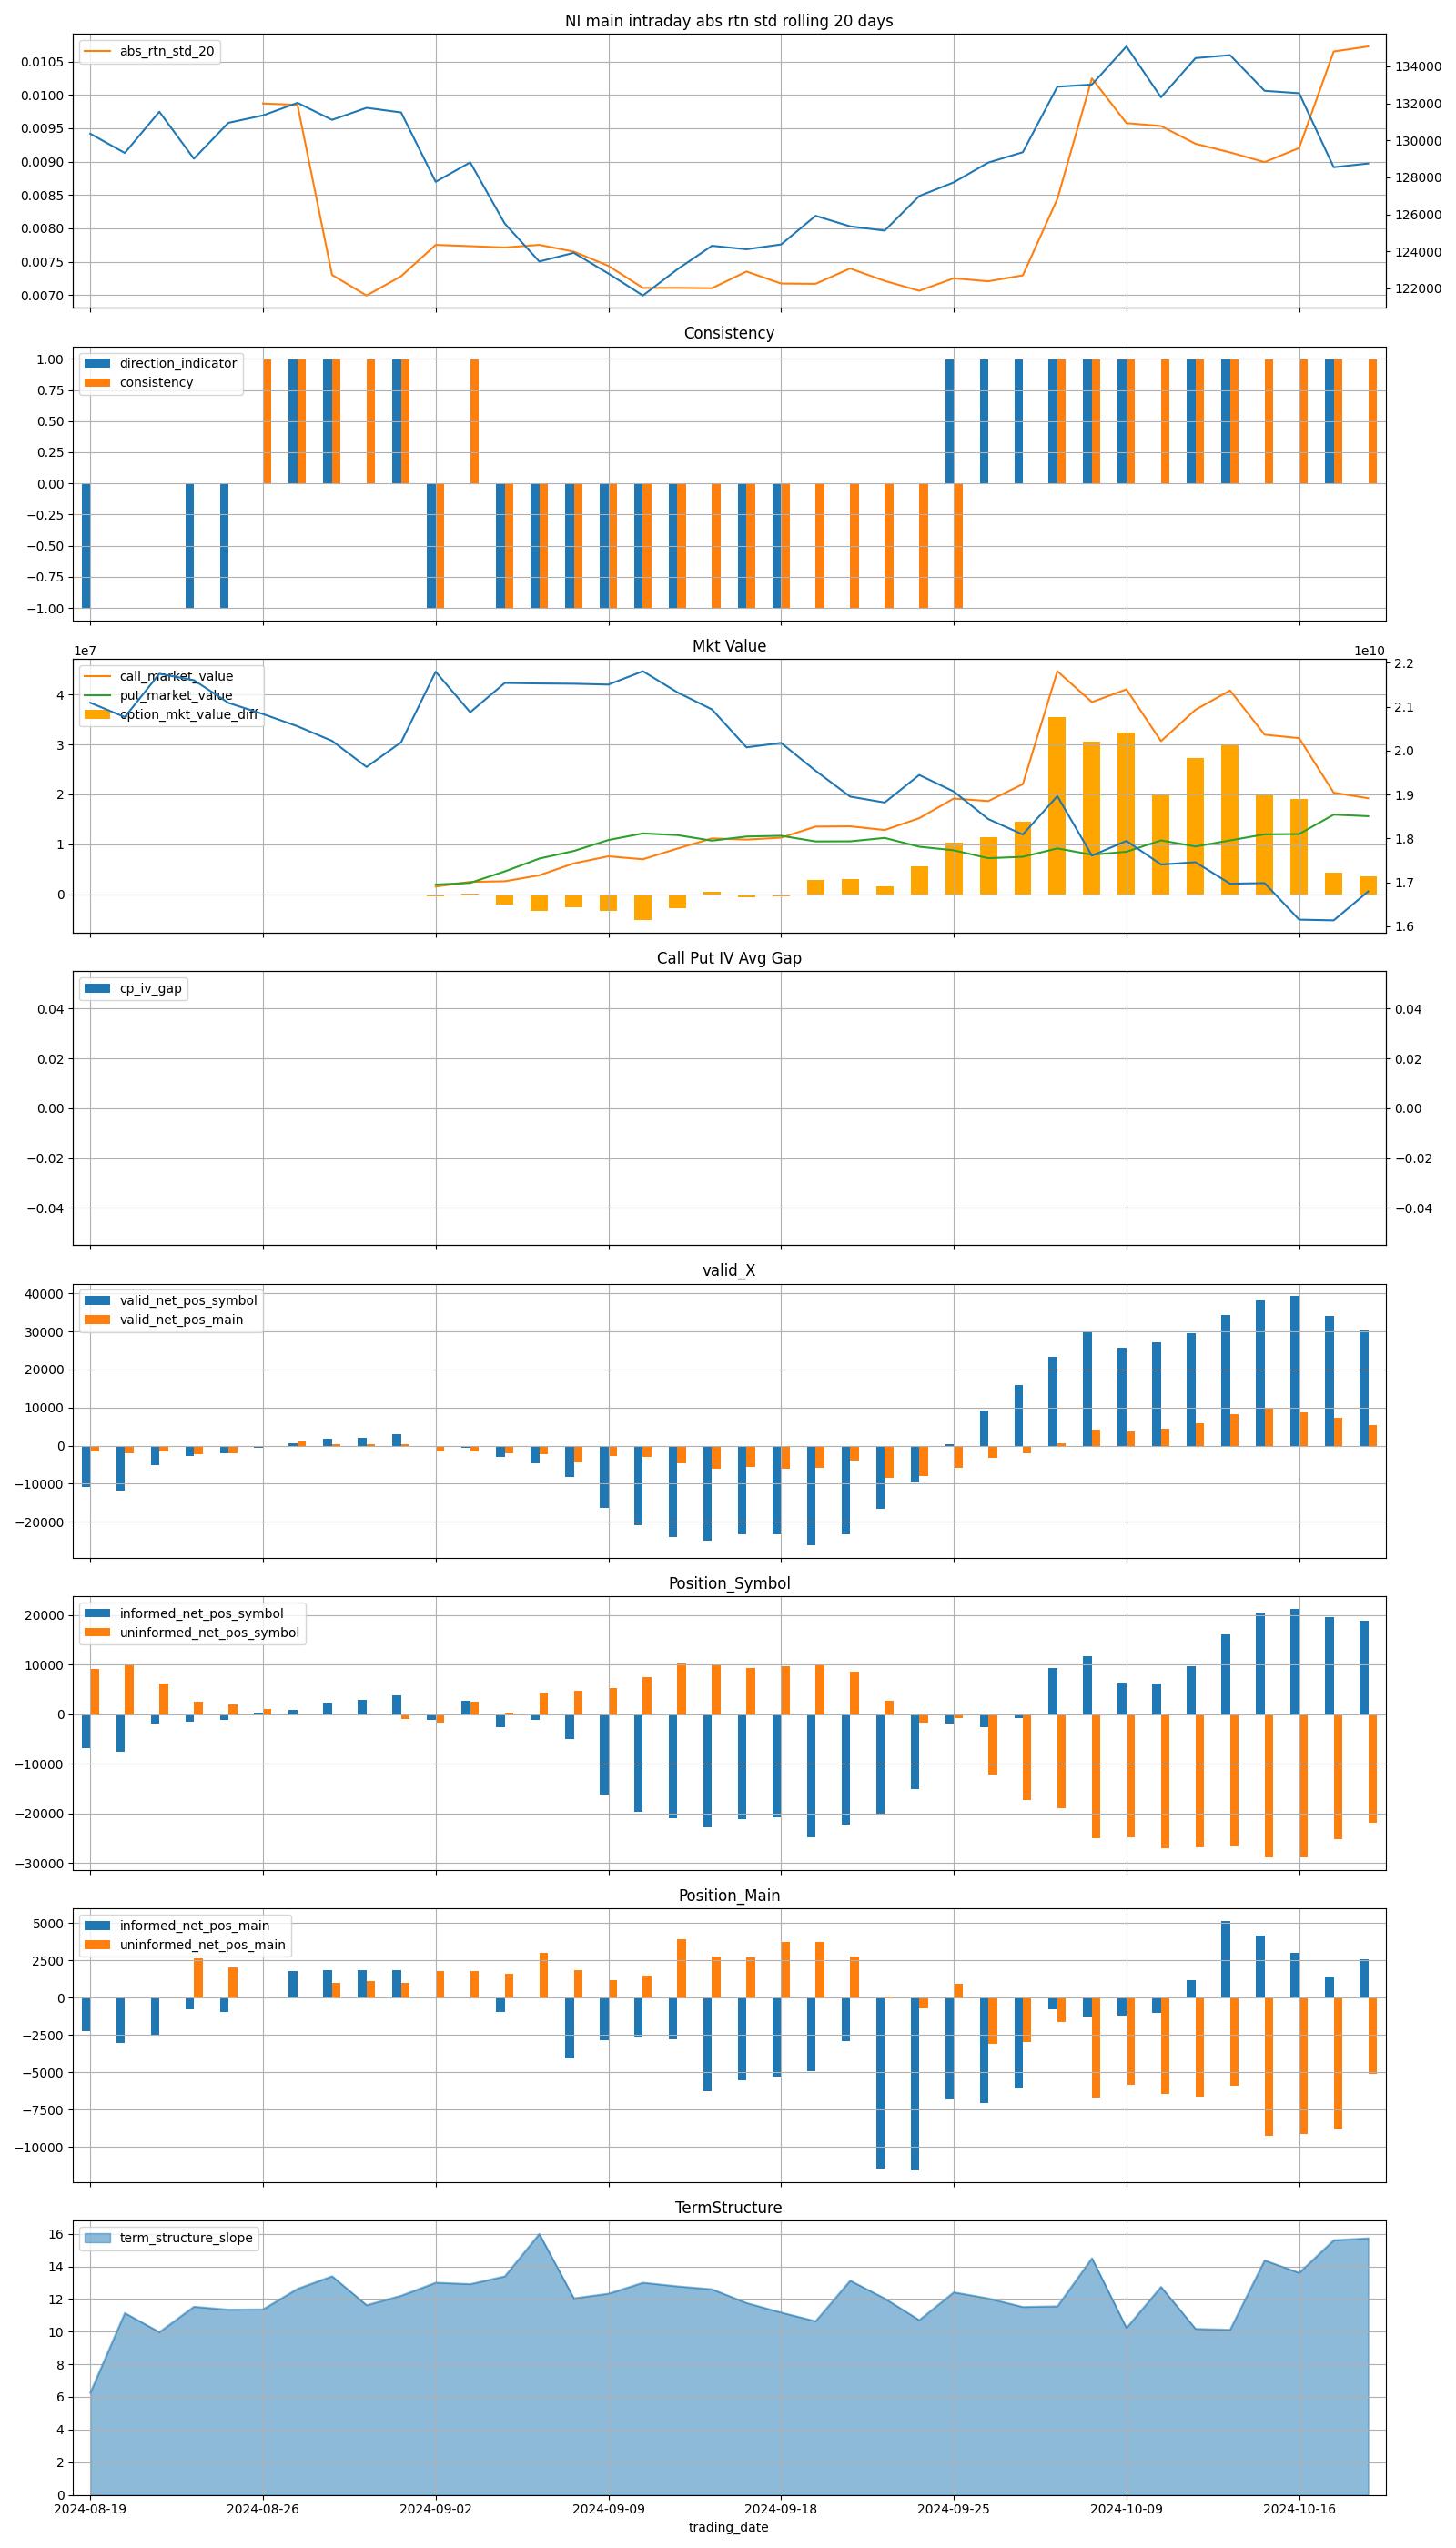 NI main intraday abs rtn std rolling 20 days
abs_rtn_std_20
0.0105
0.0100
0.0095
0.0090
0.0085
0.0080
0.0075
0.0070
134000
132000
130000
128000
126000
124000
122000
Consistency
direction_indicator
consistency
1.00
0.75
0.50
0.25
0.00
−0.25
−0.50
−0.75
−1.00
Mkt Value
1e7
1e10
call_market_value
put_market_value
option_mkt_value_diff
4
3
2
1
0
2.2
2.1
2.0
1.9
1.8
1.7
1.6
Call Put IV Avg Gap
cp_iv_gap
0.04
0.02
0.00
−0.02
−0.04
0.04
0.02
0.00
−0.02
−0.04
valid_X
valid_net_pos_symbol
valid_net_pos_main
40000
30000
20000
10000
0
−10000
−20000
Position_Symbol
informed_net_pos_symbol
uninformed_net_pos_symbol
20000
10000
0
−10000
−20000
−30000
Position_Main
informed_net_pos_main
uninformed_net_pos_main
5000
2500
0
−2500
−5000
−7500
−10000
TermStructure
term_structure_slope
16
14
12
10
8
6
4
2
0
2024-08-19 2024-08-26 2024-09-02 2024-09-09 2024-09-18 2024-09-25 2024-10-09 2024-10-16
trading_date